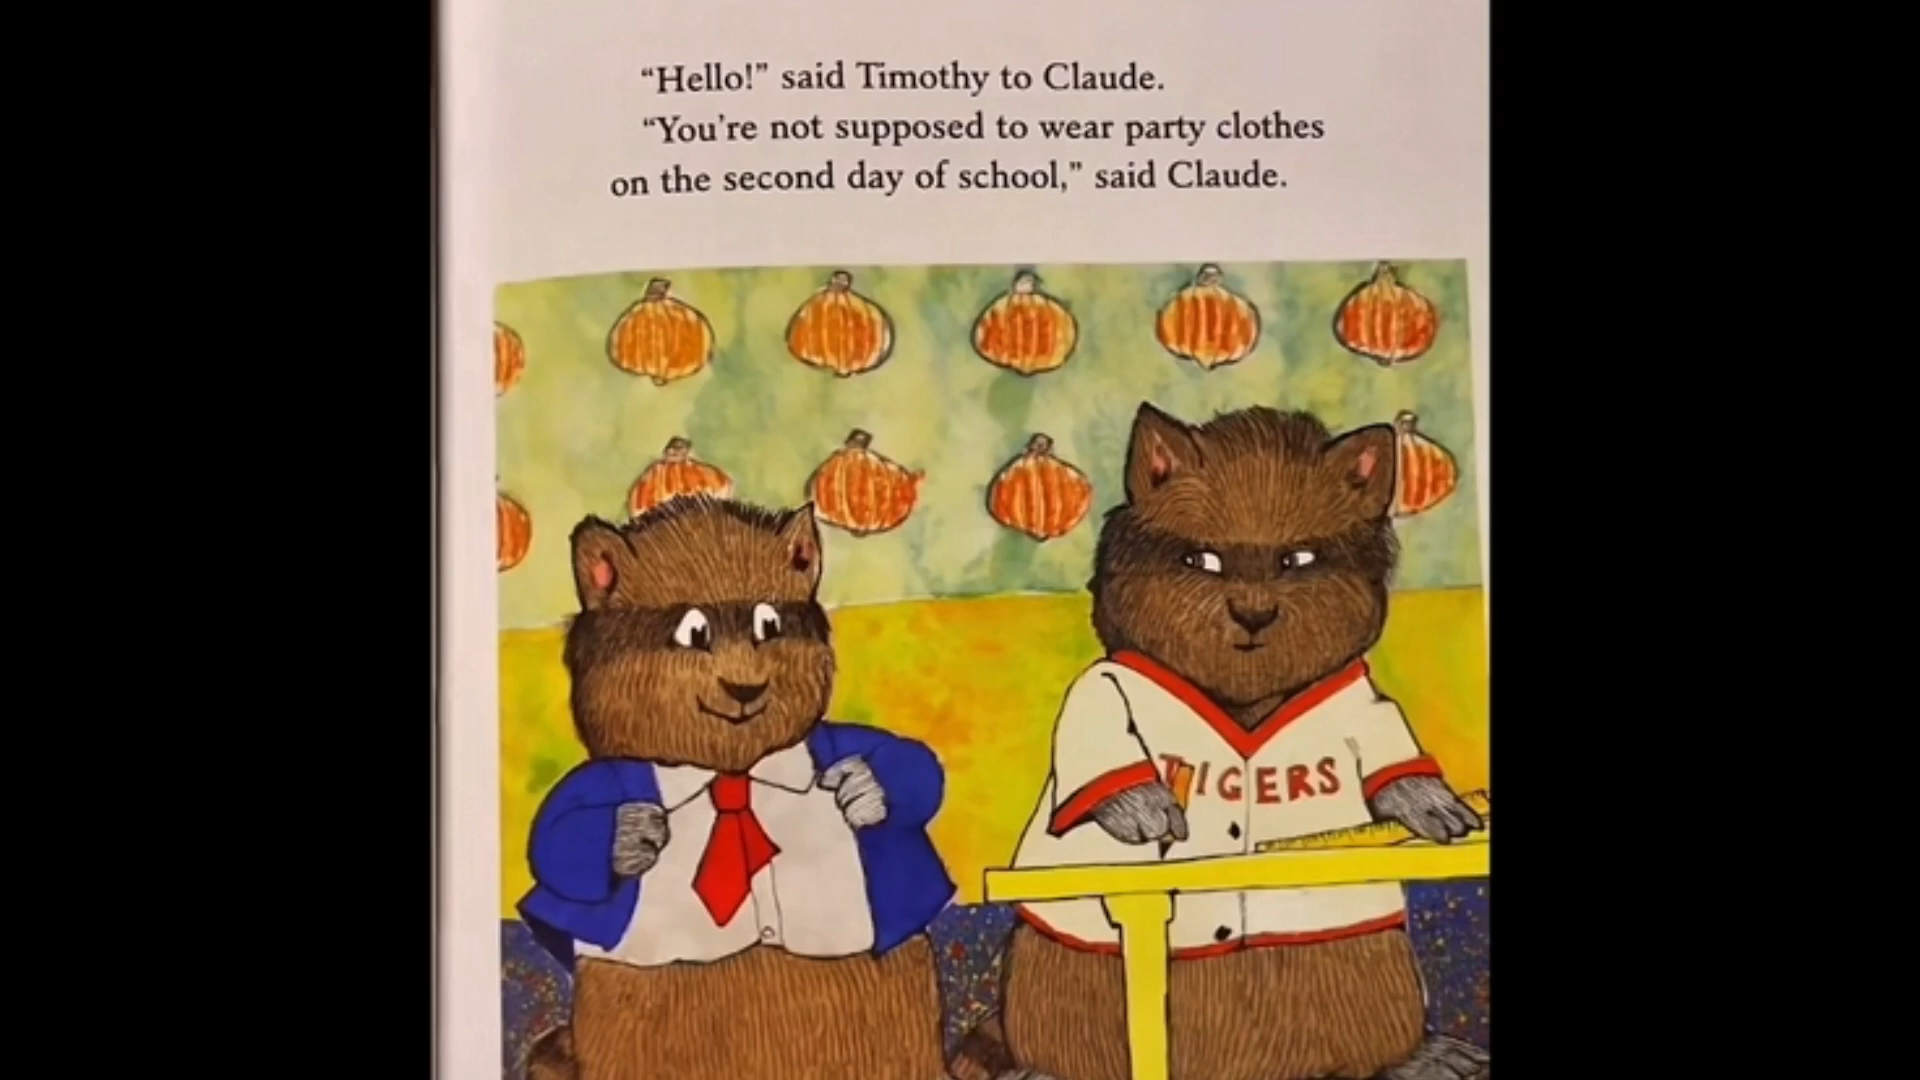 “Hello!” said Timothy to Claude.
“You’re not supposed to wear party clothes
on the second day of school,” said Claude.
TIGERS